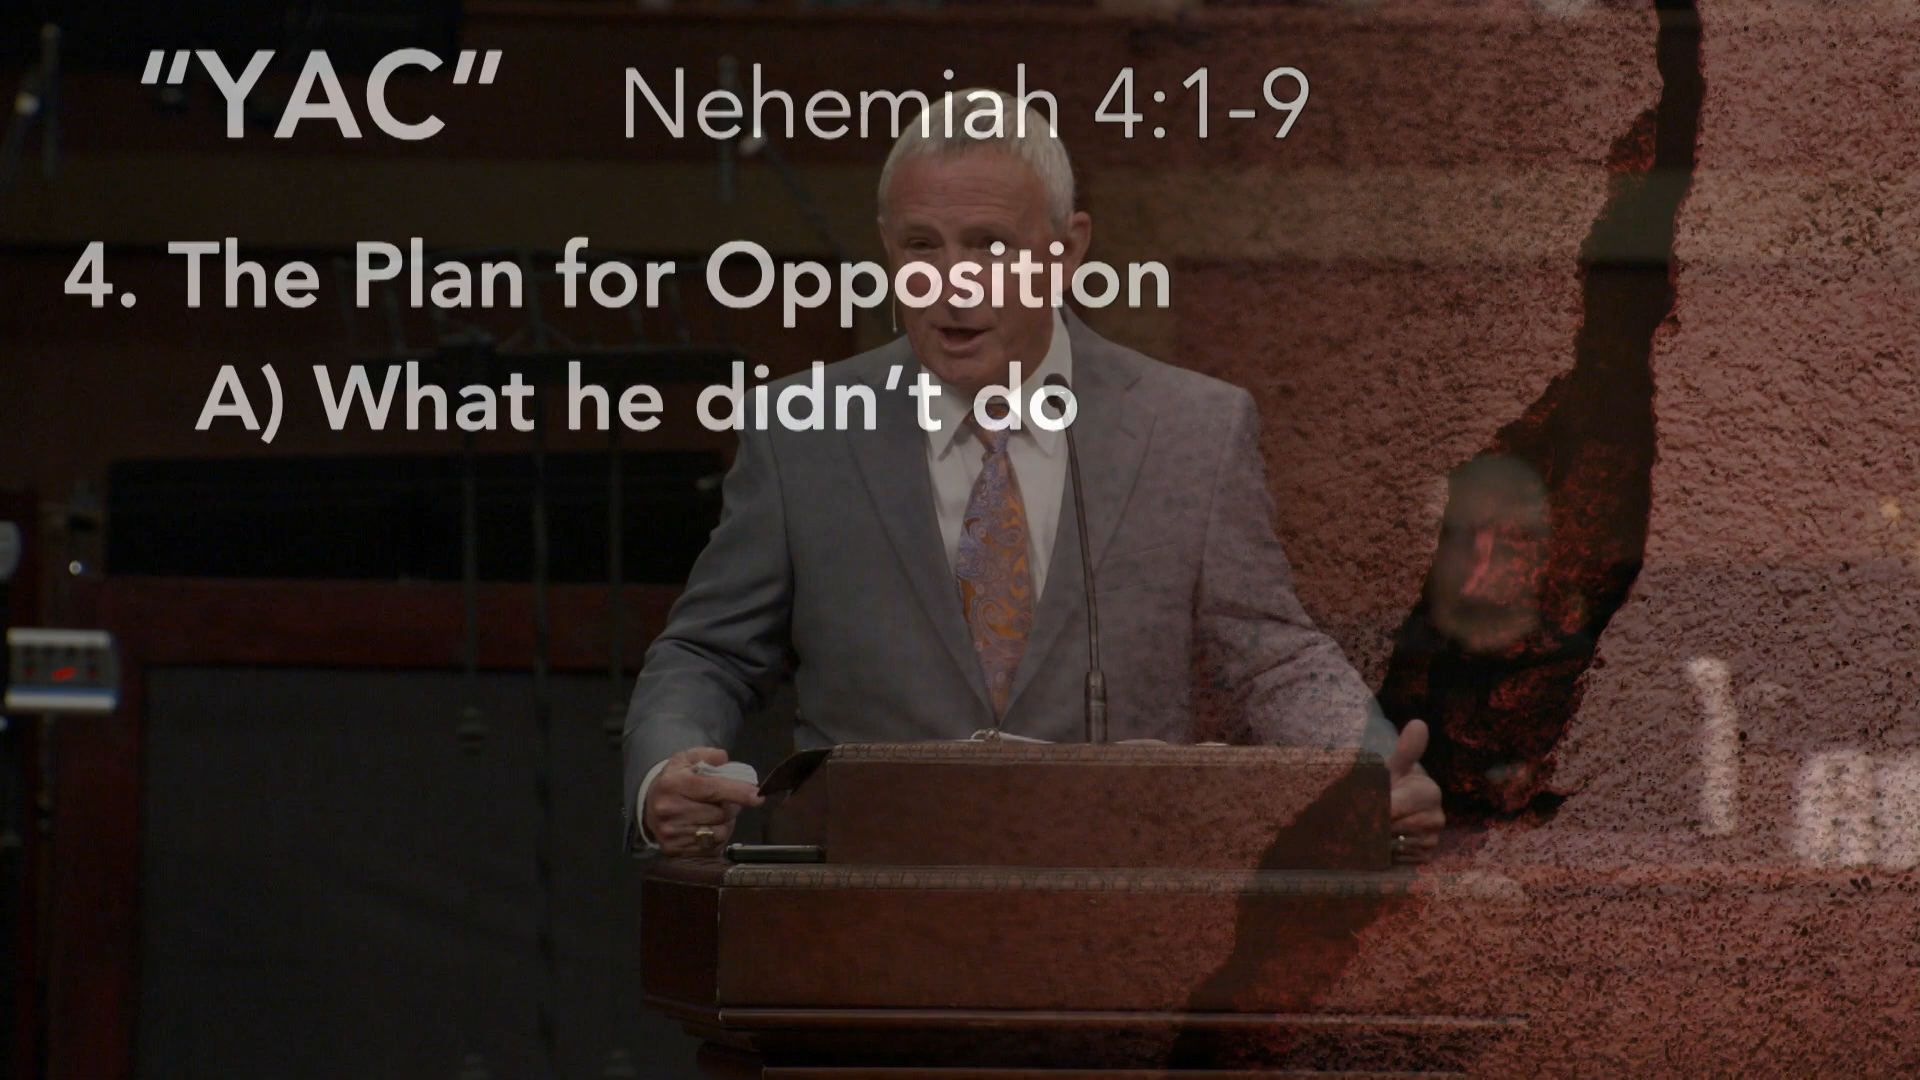 “YAC” Nehemiah 4:1-9
4. The Plan for Opposition
A) What he didn’t do